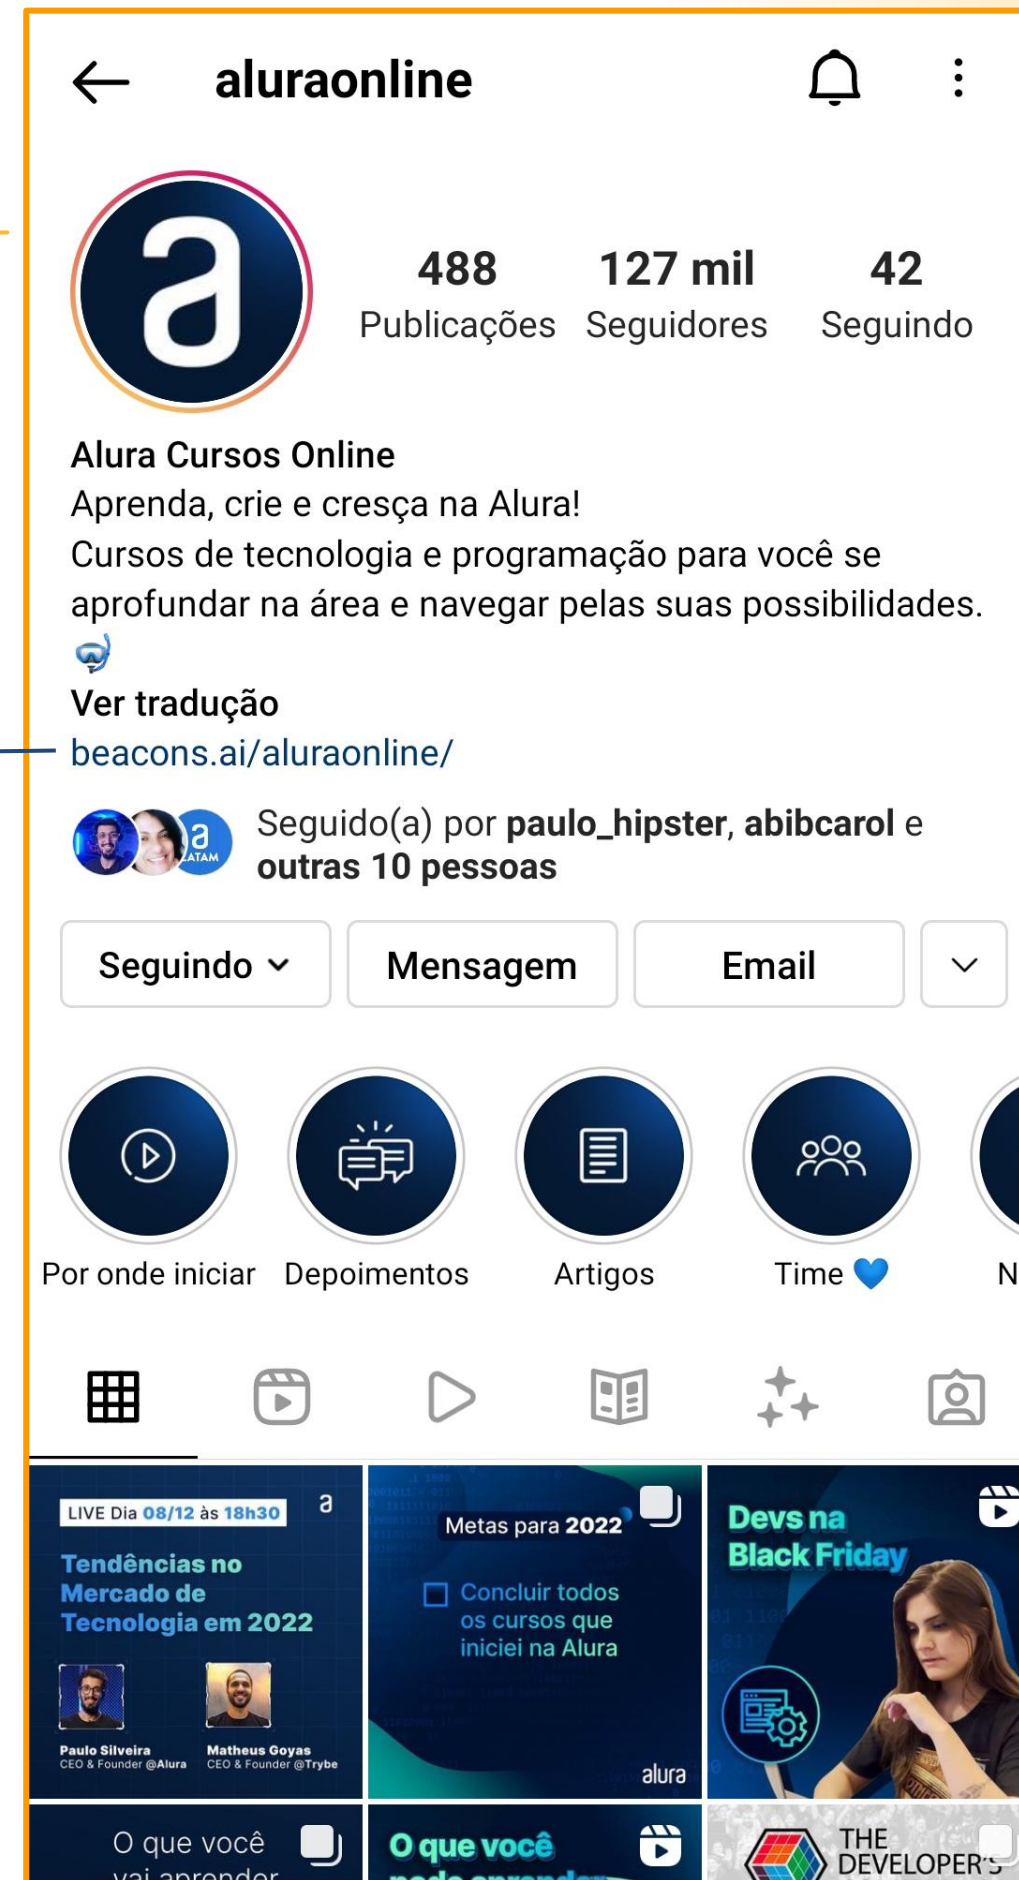 aluraonline
a
488
127 mil
42
Publicações
Seguidores
Seguindo
Alura Cursos Online
Aprenda, crie e cresça na Alura!
Cursos de tecnologia e programação para você se
aprofundar na área e navegar pelas suas possibilidades.
Ver tradução
beacons.ai/aluraonline/
a
LATAM
Seguido(a) por paulo_hipster, abibcarol e
outras 10 pessoas
Seguindo
Mensagem
Email
Por onde iniciar
Depoimentos
Artigos
Time 💙
N
LIVE Dia 08/12 às 18h30
a
Tendências no
Mercado de
Tecnologia em 2022
Paulo Silveira
CEO & Founder @Alura
Matheus Goyas
CEO & Founder @Trybe
Metas para 2022
Concluir todos
os cursos que
iniciei na Alura
alura
Devs na
Black Friday
O que você
vai aprender
O que você
pode aprender
THE
DEVELOPER'S